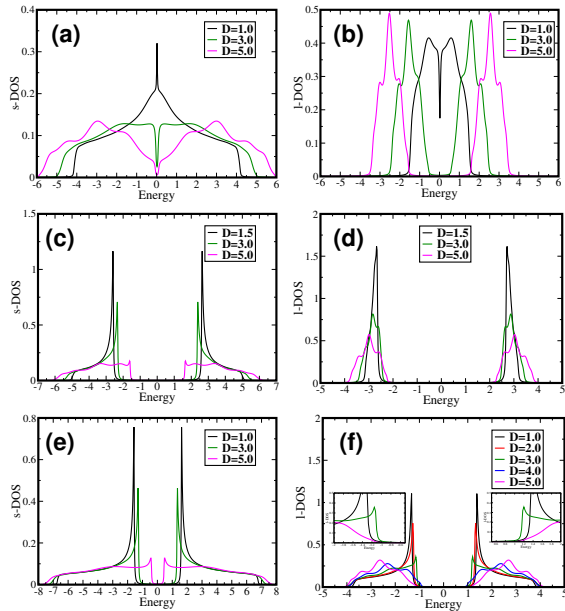 (a)
s-DOS
0.4
0.3
0.2
0.1
0
D=1.0
D=3.0
D=5.0
-6 -5 -4 -3 -2 -1 0 1 2 3 4 5 6
Energy
(b)
l-DOS
0.5
0.4
0.3
0.2
0.1
0
D=1.0
D=3.0
D=5.0
-6 -5 -4 -3 -2 -1 0 1 2 3 4 5 6
Energy
(c)
s-DOS
1.5
1
0.5
0
D=1.5
D=3.0
D=5.0
-7 -6 -5 -4 -3 -2 -1 0 1 2 3 4 5 6 7
Energy
(d)
l-DOS
2
1.5
1
0.5
0
D=1.5
D=3.0
D=5.0
-5 -4 -3 -2 -1 0 1 2 3 4 5
Energy
(e)
s-DOS
0.8
0.6
0.4
0.2
0
D=1.0
D=3.0
D=5.0
-8 -7 -6 -5 -4 -3 -2 -1 0 1 2 3 4 5 6 7 8
Energy
(f)
l-DOS
2
1.5
1
0.5
0
D=1.0
D=2.0
D=3.0
D=4.0
D=5.0
Energy
Energy
-5 -4 -3 -2 -1 0 1 2 3 4 5
Energy